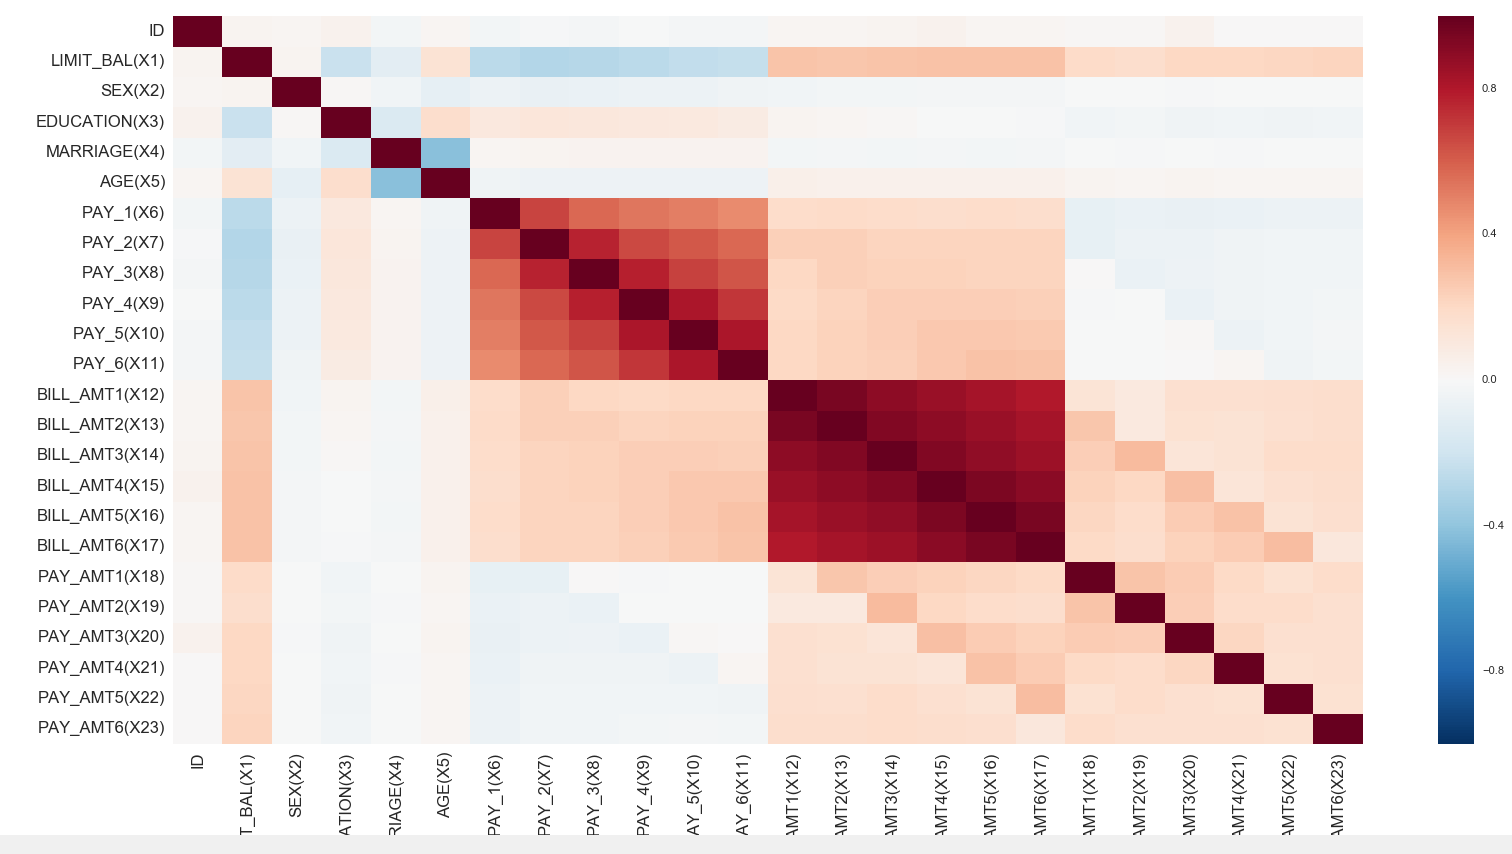 ID
LIMIT_BAL(X1)
SEX(X2)
EDUCATION(X3)
MARRIAGE(X4)
AGE(X5)
PAY_1(X6)
PAY_2(X7)
PAY_3(X8)
PAY_4(X9)
PAY_5(X10)
PAY_6(X11)
BILL_AMT1(X12)
BILL_AMT2(X13)
BILL_AMT3(X14)
BILL_AMT4(X15)
BILL_AMT5(X16)
BILL_AMT6(X17)
PAY_AMT1(X18)
PAY_AMT2(X19)
PAY_AMT3(X20)
PAY_AMT4(X21)
PAY_AMT5(X22)
PAY_AMT6(X23)
ID
T_BAL(X1)
SEX(X2)
ATION(X3)
RIAGE(X4)
AGE(X5)
PAY_1(X6)
PAY_2(X7)
PAY_3(X8)
PAY_4(X9)
AY_5(X10)
AY_6(X11)
AMT1(X12)
AMT2(X13)
AMT3(X14)
AMT4(X15)
AMT5(X16)
AMT6(X17)
AMT1(X18)
AMT2(X19)
AMT3(X20)
AMT4(X21)
AMT5(X22)
AMT6(X23)
0.8
0.4
0.0
−0.4
−0.8